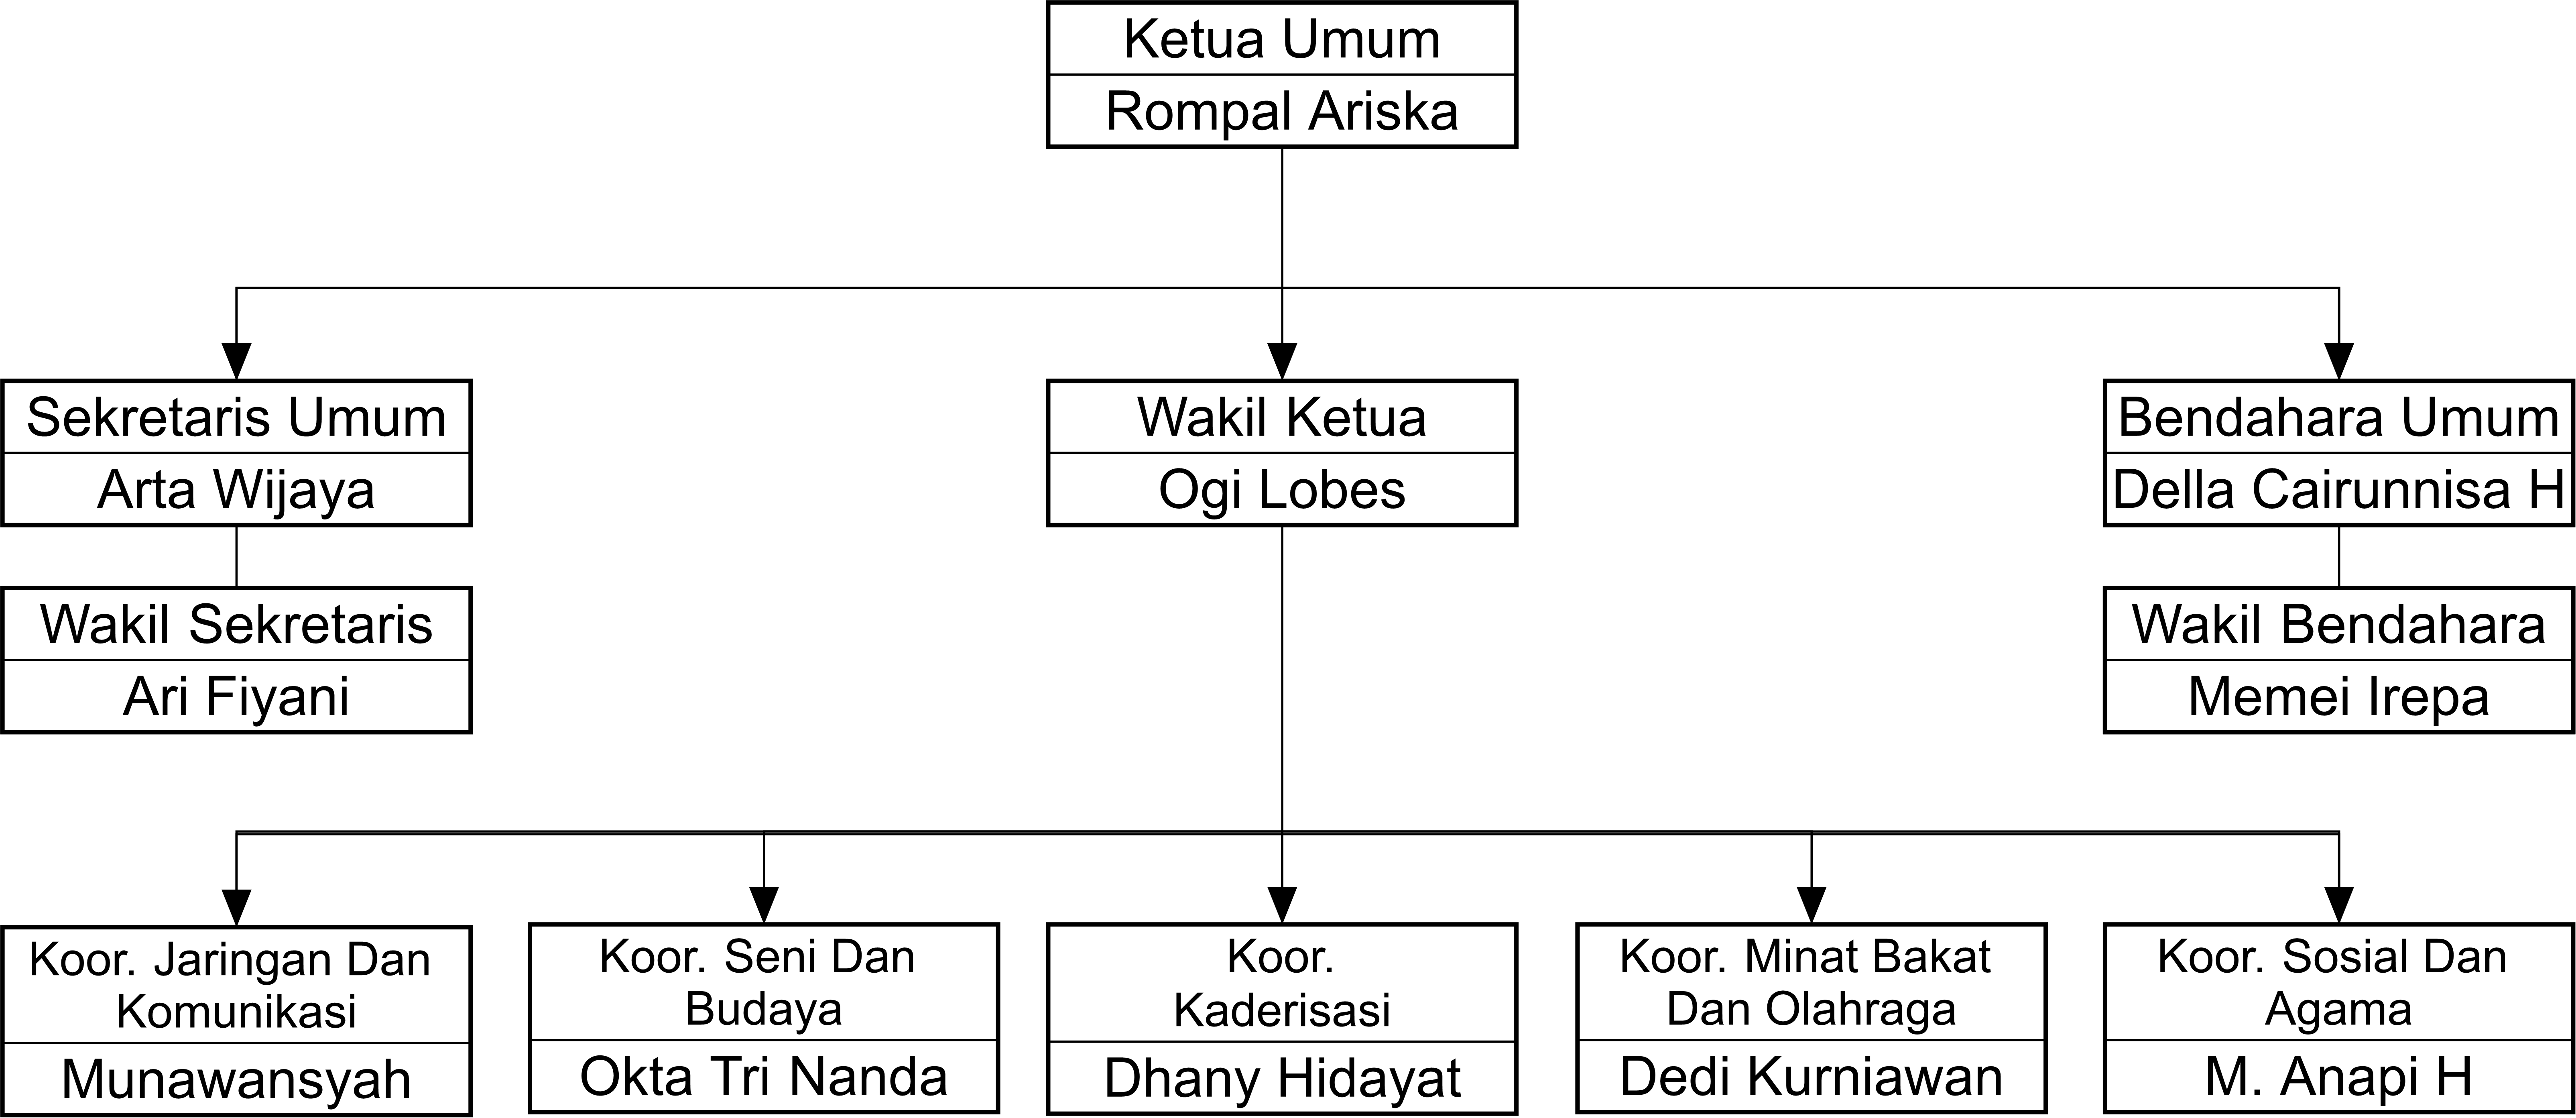 Ketua Umum
Rompal Ariska
Sekretaris Umum
Arta Wijaya
Wakil Ketua
Ogi Lobes
Bendahara Umum
Della Cairunnisa H
Wakil Sekretaris
Ari Fiyani
Wakil Bendahara
Memei Irepa
Koor. Jaringan Dan
Komunikasi
Munawansyah
Koor. Seni Dan
Budaya
Okta Tri Nanda
Koor.
Kaderisasi
Dhany Hidayat
Koor. Minat Bakat
Dan Olahraga
Dedi Kurniawan
Koor. Sosial Dan
Agama
M. Anapi H